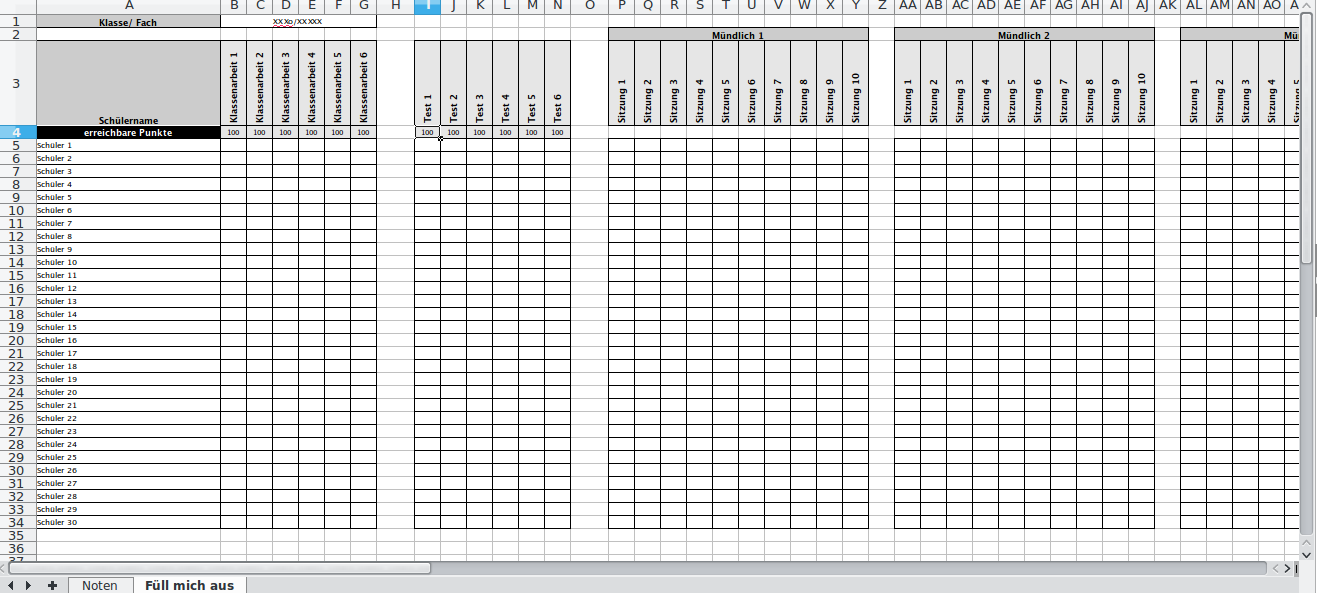 A B C D E F G H I J K L M N O P Q R S T U V W X Y Z AA AB AC AD AE AF AG AH AI AJ AK AL AM AN AO A
1 Klasse/ Fach XXXo/XXXXX
2 Mündlich 1 Mündlich 2 Mü
3 Schülername Klassenarbeit 1 Klassenarbeit 2 Klassenarbeit 3 Klassenarbeit 4 Klassenarbeit 5 Klassenarbeit 6 Test 1 Test 2 Test 3 Test 4 Test 5 Test 6 Sitzung 1 Sitzung 2 Sitzung 3 Sitzung 4 Sitzung 5 Sitzung 6 Sitzung 7 Sitzung 8 Sitzung 9 Sitzung 10 Sitzung 1 Sitzung 2 Sitzung 3 Sitzung 4 Sitzung 5 Sitzung 6 Sitzung 7 Sitzung 8 Sitzung 9 Sitzung 10 Sitzung 1 Sitzung 2 Sitzung 3 Sitzung 4
4 erreichbare Punkte 100 100 100 100 100 100 100 100 100 100 100 100
5 Schüler 1
6 Schüler 2
7 Schüler 3
8 Schüler 4
9 Schüler 5
10 Schüler 6
11 Schüler 7
12 Schüler 8
13 Schüler 9
14 Schüler 10
15 Schüler 11
16 Schüler 12
17 Schüler 13
18 Schüler 14
19 Schüler 15
20 Schüler 16
21 Schüler 17
22 Schüler 18
23 Schüler 19
24 Schüler 20
25 Schüler 21
26 Schüler 22
27 Schüler 23
28 Schüler 24
29 Schüler 25
30 Schüler 26
31 Schüler 27
32 Schüler 28
33 Schüler 29
34 Schüler 30
35
36
37
Noten Füll mich aus